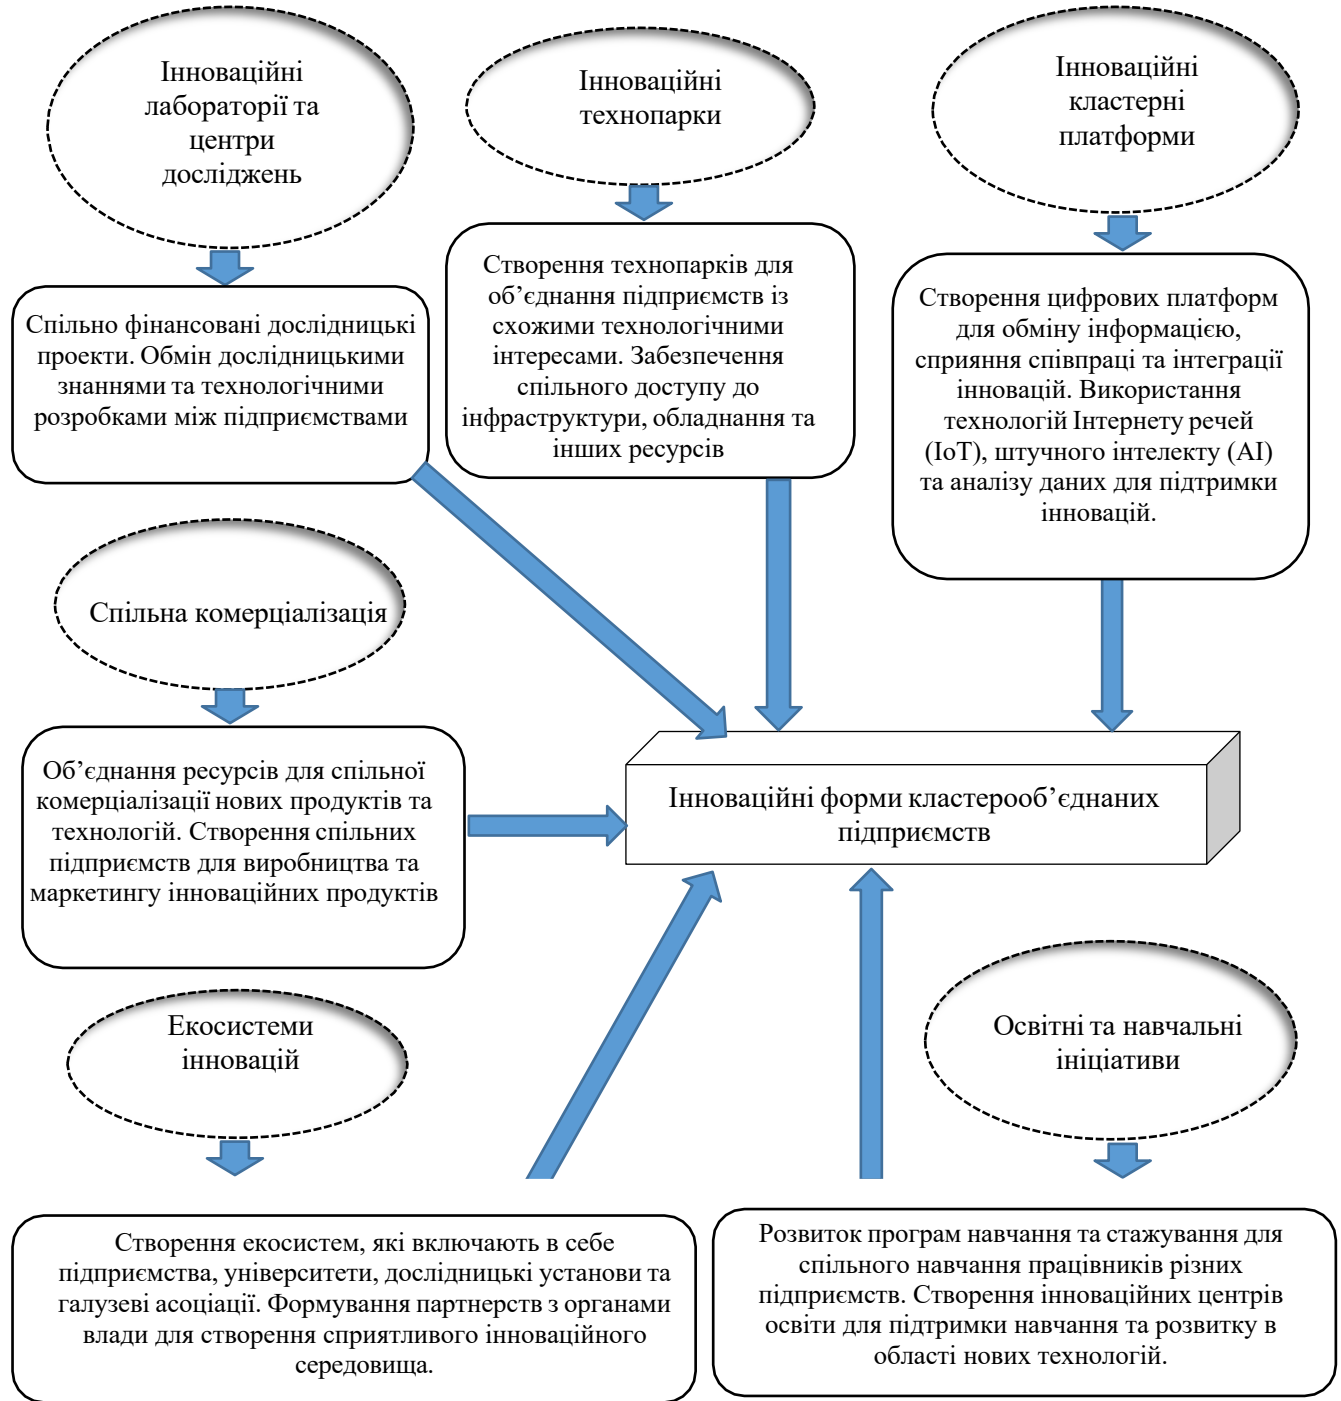 Інноваційні
лабораторії та
центри
досліджень
Інноваційні
технопарки
Інноваційні
кластерні
платформи
Спільно фінансовані дослідницькі
проекти. Обмін дослідницькими
знаннями та технологічними
розробками між підприємствами
Створення технопарків для
об’єднання підприємств із
схожими технологічними
інтересами. Забезпечення
спільного доступу до
інфраструктури, обладнання та
інших ресурсів
Створення цифрових платформ
для обміну інформацією,
сприяння співпраці та інтеграції
інновацій. Використання
технологій Інтернету речей
(IoT), штучного інтелекту (AI)
та аналізу даних для підтримки
інновацій.
Спільна комерціалізація
Об’єднання ресурсів для спільної
комерціалізації нових продуктів та
технологій. Створення спільних
підприємств для виробництва та
маркетингу інноваційних продуктів
Інноваційні форми кластерооб’єднаних
підприємств
Екосистеми
інновацій
Освітні та навчальні
ініціативи
Створення екосистем, які включають в себе
підприємства, університети, дослідницькі установи та
галузеві асоціації. Формування партнерств з органами
влади для створення сприятливого інноваційного
середовища.
Розвиток програм навчання та стажування для
спільного навчання працівників різних
підприємств. Створення інноваційних центрів
освіти для підтримки навчання та розвитку в
області нових технологій.